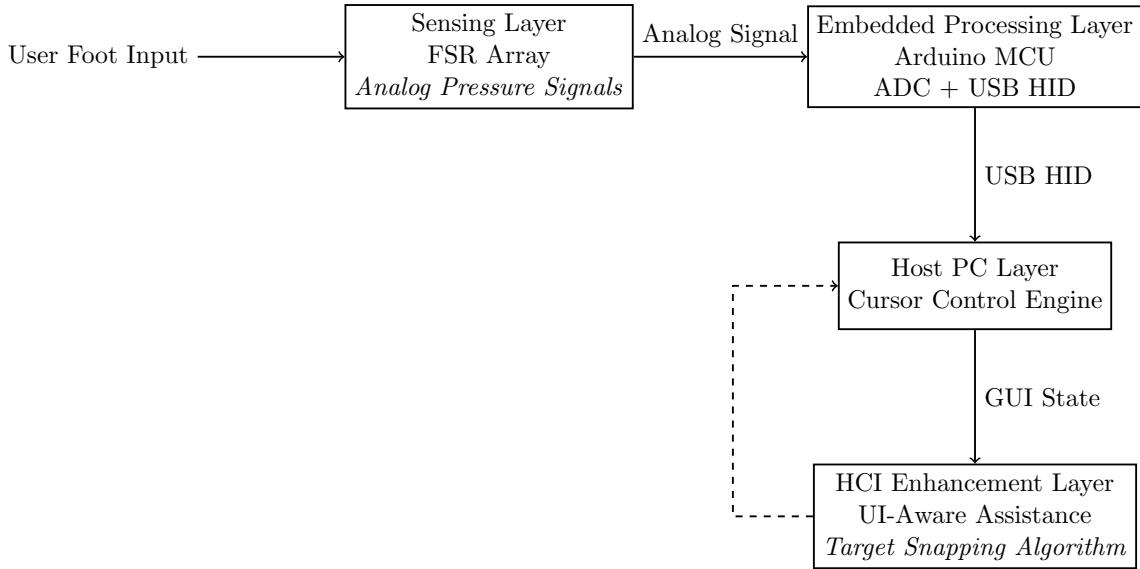 User Foot Input
Sensing Layer
FSR Array
Analog Pressure Signals
Analog Signal
Embedded Processing Layer
Arduino MCU
ADC + USB HID
USB HID
Host PC Layer
Cursor Control Engine
GUI State
HCI Enhancement Layer
UI-Aware Assistance
Target Snapping Algorithm